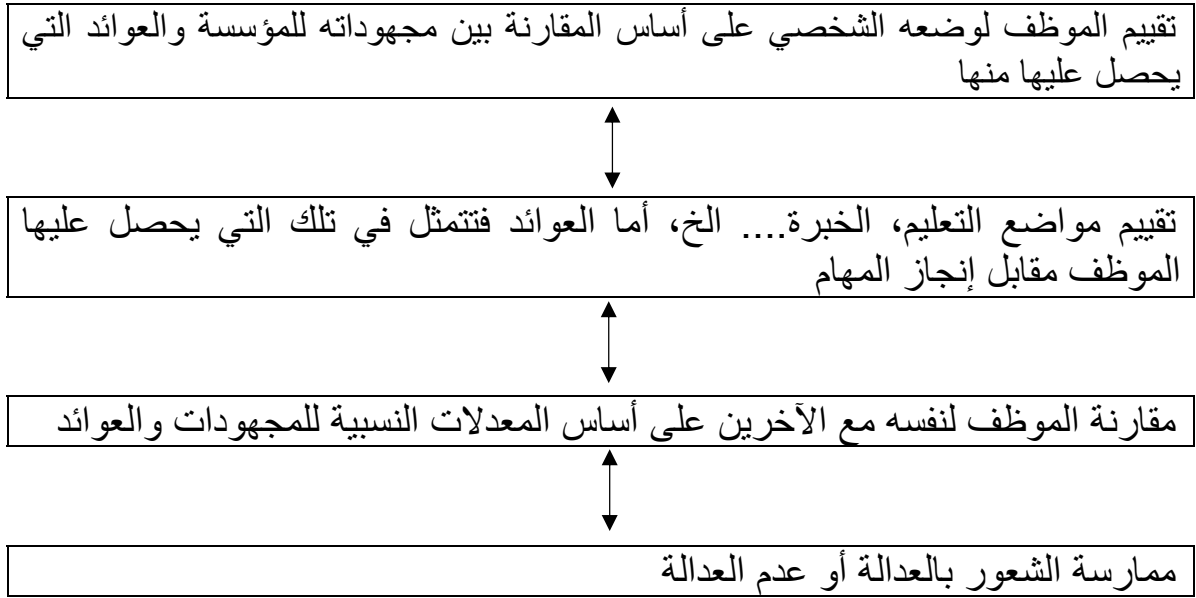 تقييم الموظف لوضعه الشخصي على أساس المقارنة بين مجهوداته للمؤسسة والعوائد التي
يحصل عليها منها
تقييم مواضع التعليم، الخبرة.... الخ، أما العوائد فتتمثل في تلك التي يحصل عليها
الموظف مقابل إنجاز المهام
مقارنة الموظف لنفسه مع الآخرين على أساس المعدلات النسبية للمجهودات والعوائد
ممارسة الشعور بالعدالة أو عدم العدالة